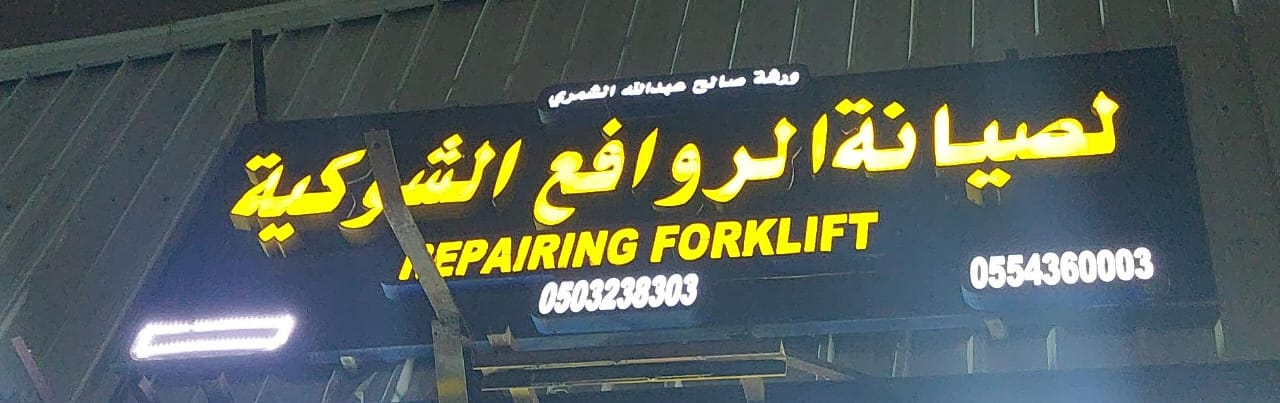 ورشة صالح عبدالله الشمري
لصيانة الروافع الشوكية
REPAIRING FORKLIFT
0503238303
0554360003